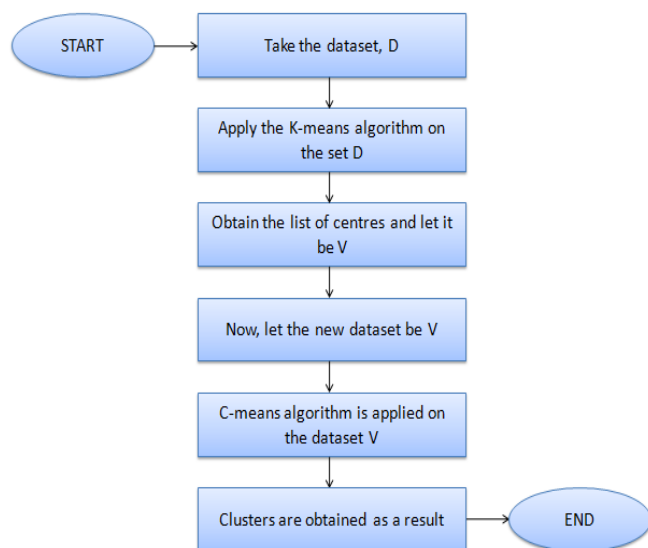 START
Take the dataset, D
Apply the K-means algorithm on
the set D
Obtain the list of centres and let it
be V
Now, let the new dataset be V
C-means algorithm is applied on
the dataset V
Clusters are obtained as a result
END